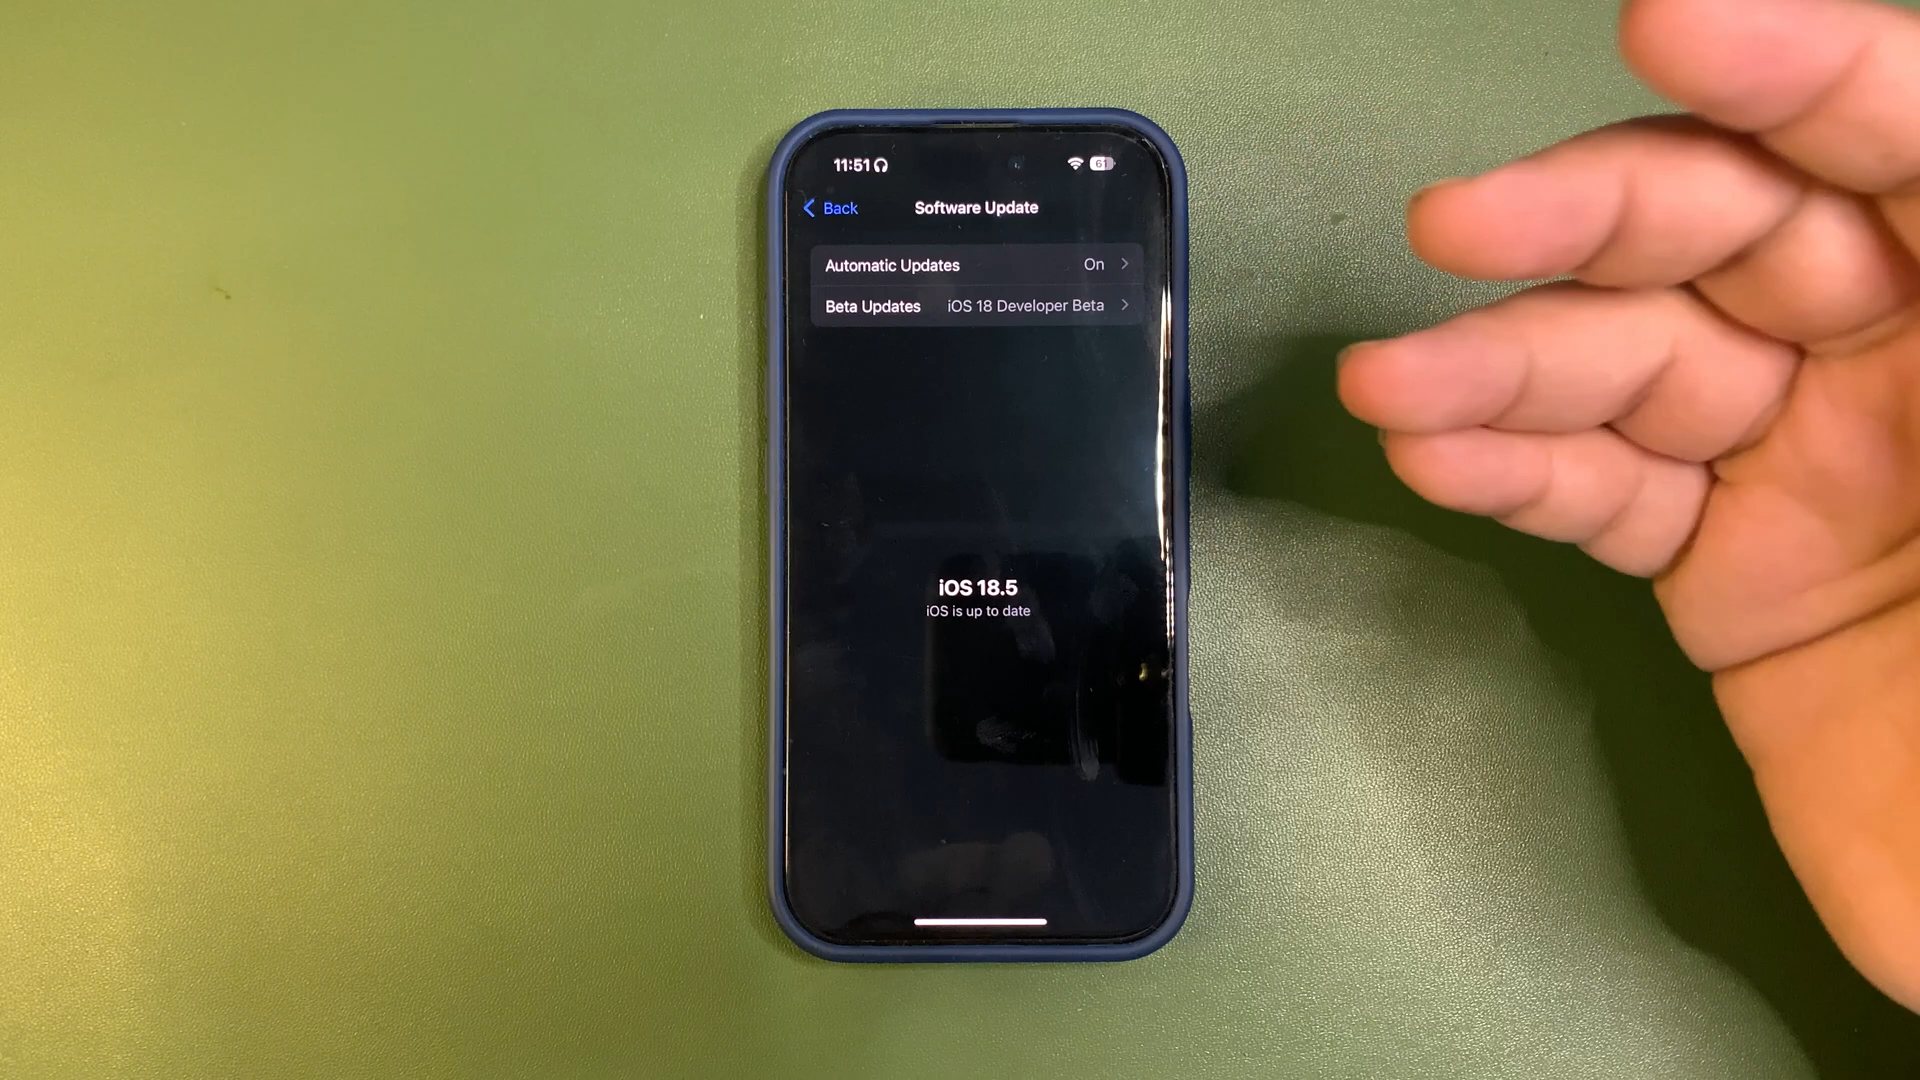 11:51
61
Back Software Update
Automatic Updates On
Beta Updates iOS 18 Developer Beta
iOS 18.5
iOS is up to date